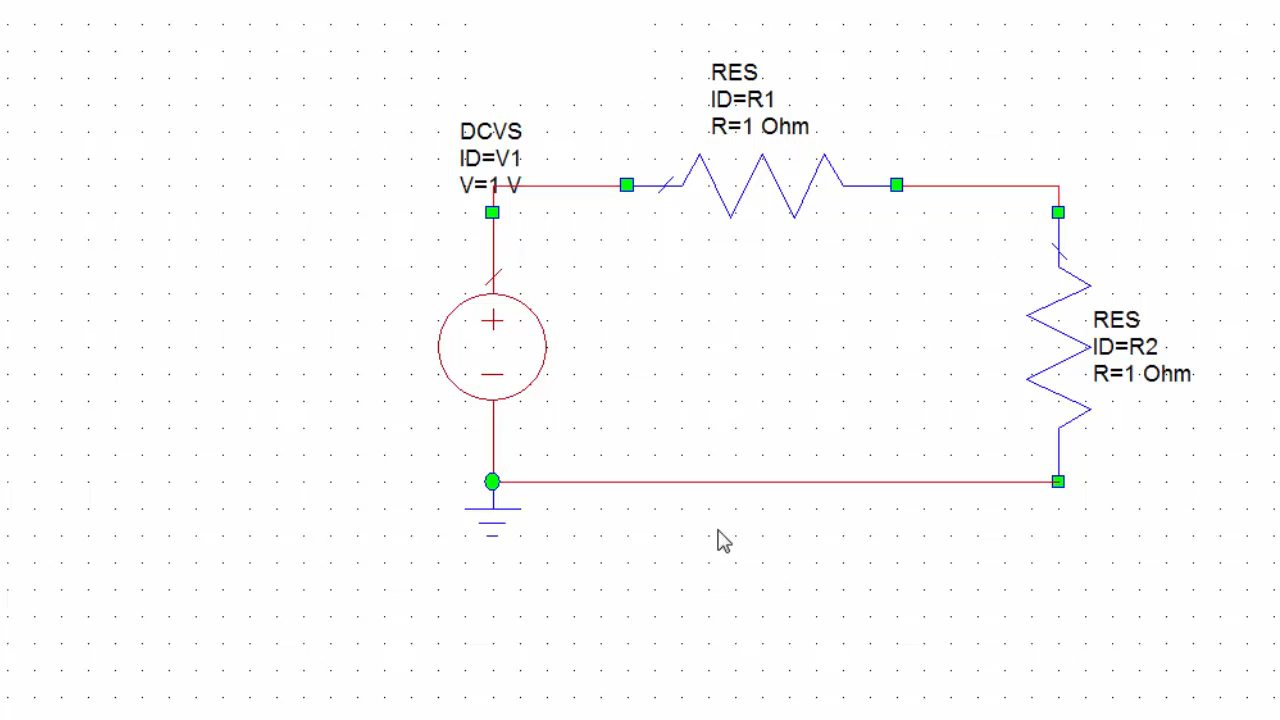 RES
ID=R1
R=1 Ohm
DCVS
ID=V1
V=1 V
RES
ID=R2
R=1 Ohm